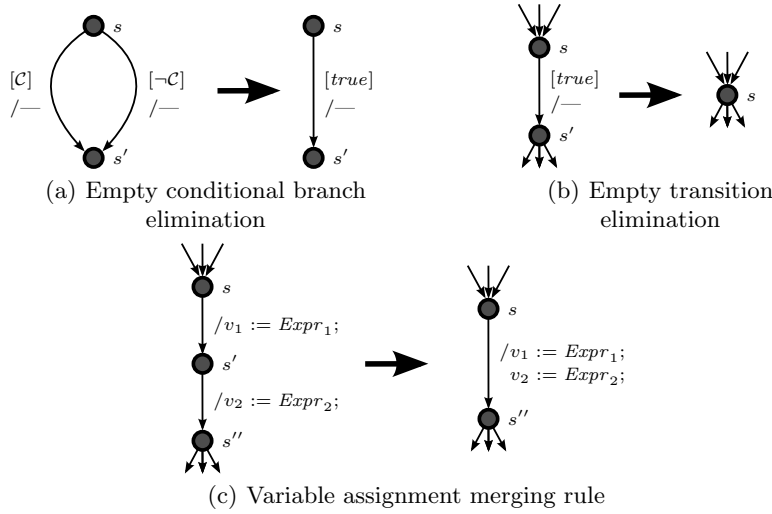 s
[𝒞]
/—
[¬𝒞]
/—
s′
s
[true]
/—
s′
(a) Empty conditional branch
elimination
s
[true]
/—
s′
s
(b) Empty transition
elimination
s
/v₁ := Expr₁;
s′
/v₂ := Expr₂;
s′′
s
/v₁ := Expr₁;
v₂ := Expr₂;
s′′
(c) Variable assignment merging rule